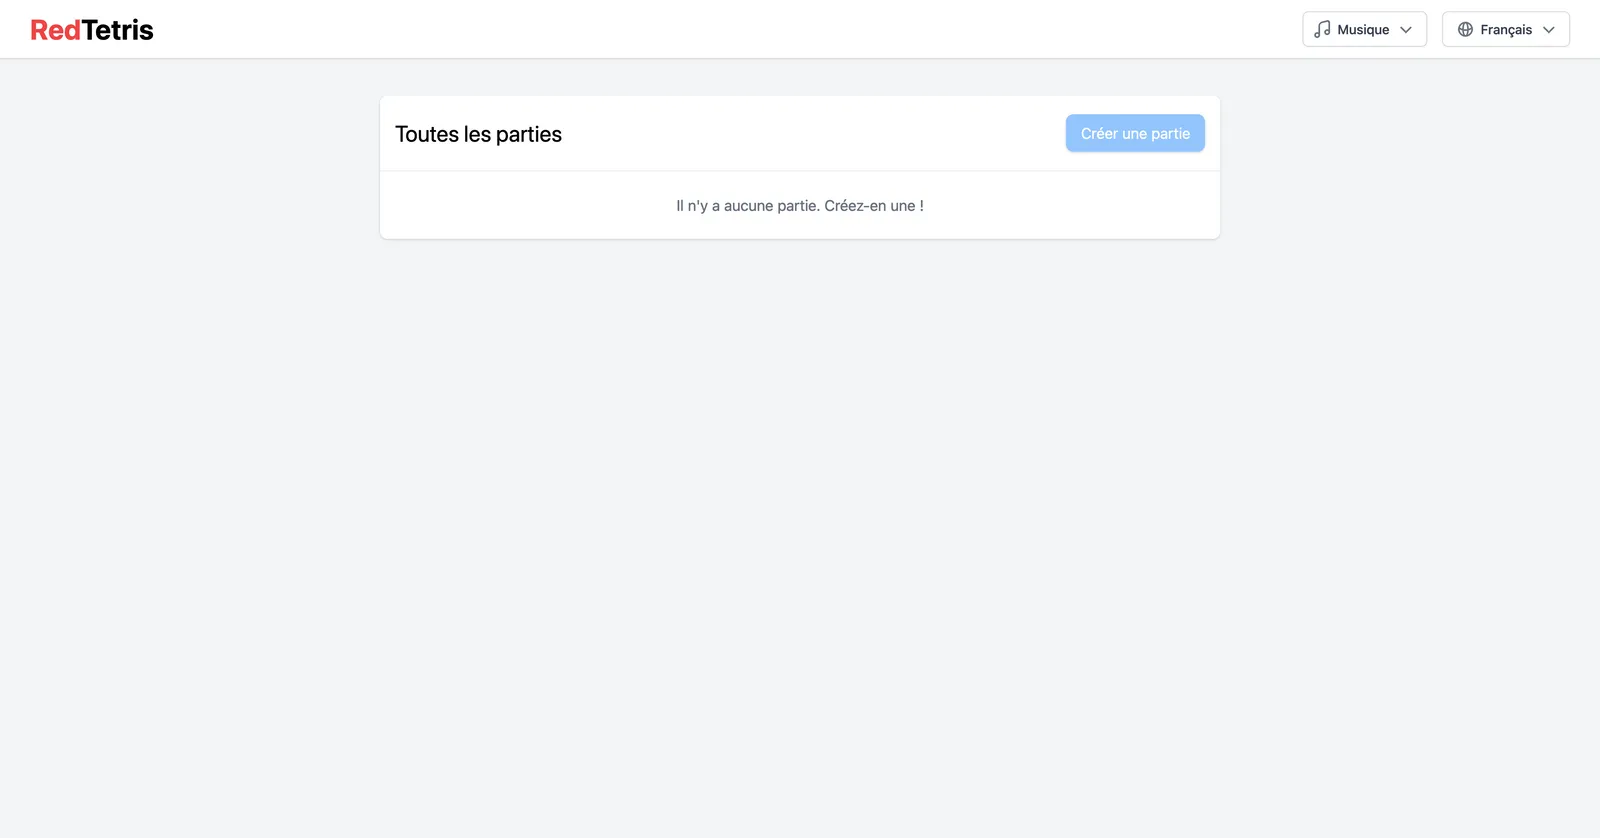 RedTetris
Musique
Français
Toutes les parties
Créer une partie
Il n'y a aucune partie. Créez-en une !